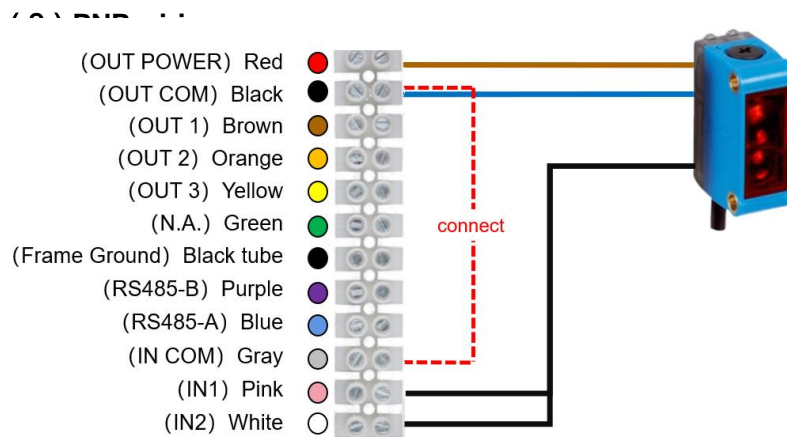 (OUT POWER) Red
(OUT COM) Black
(OUT 1) Brown
(OUT 2) Orange
(OUT 3) Yellow
(N.A.) Green
connect
(Frame Ground) Black tube
(RS485-B) Purple
(RS485-A) Blue
(IN COM) Gray
(IN1) Pink
(IN2) White